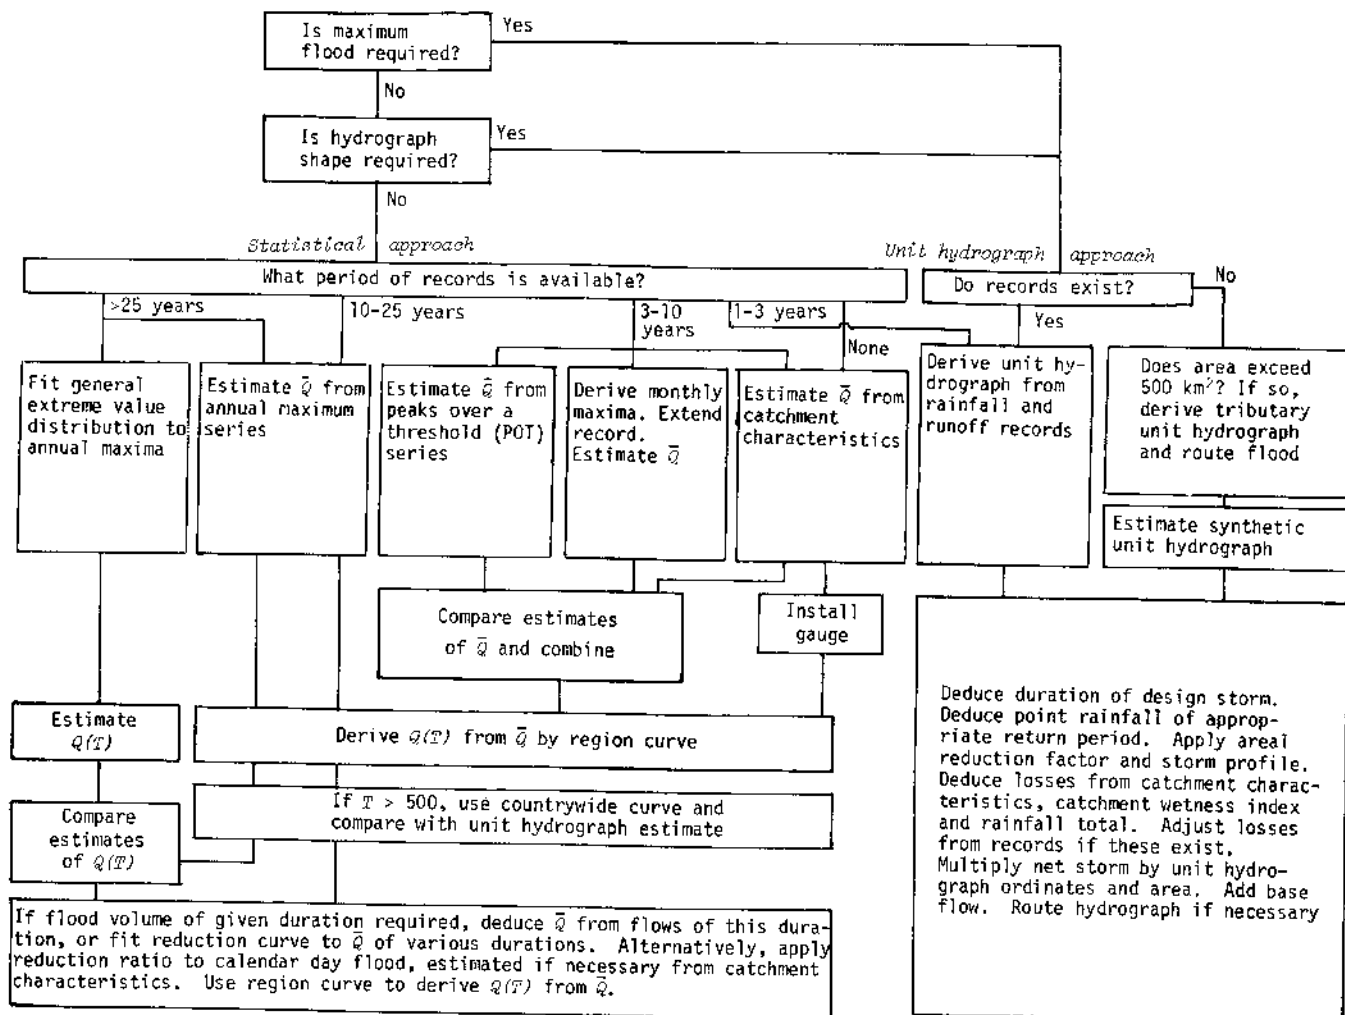 Is maximum
flood required?
Yes
No
Is hydrograph
shape required?
Yes
No
Statistical approach
Unit hydrograph approach
What period of records is available?
Do records exist?
No
>25 years
10-25 years
3-10
years
1-3 years
None
Yes
Fit general
extreme value
distribution to
annual maxima
Estimate Q̄ from
annual maximum
series
Estimate Q̄ from
peaks over a
threshold (POT)
series
Derive monthly
maxima. Extend
record.
Estimate Q̄
Estimate Q̄ from
catchment
characteristics
Derive unit hy-
drograph from
rainfall and
runoff records
Does area exceed
500 km²? If so,
derive tributary
unit hydrograph
and route flood
Estimate synthetic
unit hydrograph
Compare estimates
of Q̄ and combine
Install
gauge
Estimate
Q(T)
Derive Q(T) from Q̄ by region curve
If T > 500, use countrywide curve and
compare with unit hydrograph estimate
Compare
estimates
of Q(T)
If flood volume of given duration required, deduce Q̄ from flows of this dura-
tion, or fit reduction curve to Q̄ of various durations. Alternatively, apply
reduction ratio to calendar day flood, estimated if necessary from catchment
characteristics. Use region curve to derive Q(T) from Q̄.
Deduce duration of design storm.
Deduce point rainfall of approp-
riate return period. Apply areal
reduction factor and storm profile.
Deduce losses from catchment charac-
teristics, catchment wetness index
and rainfall total. Adjust losses
from records if these exist.
Multiply net storm by unit hydro-
graph ordinates and area. Add base
flow. Route hydrograph if necessary